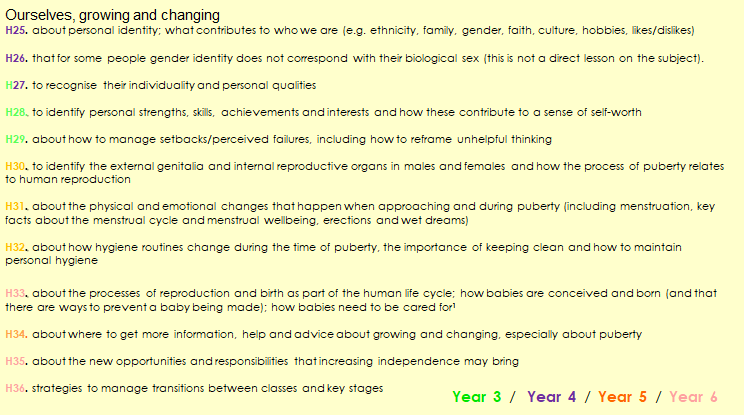 Ourselves, growing and changing
H25. about personal identity; what contributes to who we are (e.g. ethnicity, family, gender, faith, culture, hobbies, likes/dislikes)
H26. that for some people gender identity does not correspond with their biological sex (this is not a direct lesson on the subject).
H27. to recognise their individuality and personal qualities
H28. to identify personal strengths, skills, achievements and interests and how these contribute to a sense of self-worth
H29. about how to manage setbacks/perceived failures, including how to reframe unhelpful thinking
H30. to identify the external genitalia and internal reproductive organs in males and females and how the process of puberty relates
to human reproduction
H31. about the physical and emotional changes that happen when approaching and during puberty (including menstruation, key
facts about the menstrual cycle and menstrual wellbeing, erections and wet dreams)
H32. about how hygiene routines change during the time of puberty, the importance of keeping clean and how to maintain
personal hygiene
H33. about the processes of reproduction and birth as part of the human life cycle; how babies are conceived and born (and that
there are ways to prevent a baby being made); how babies need to be cared for¹
H34. about where to get more information, help and advice about growing and changing, especially about puberty
H35. about the new opportunities and responsibilities that increasing independence may bring
H36. strategies to manage transitions between classes and key stages
Year 3 / Year 4 / Year 5 / Year 6